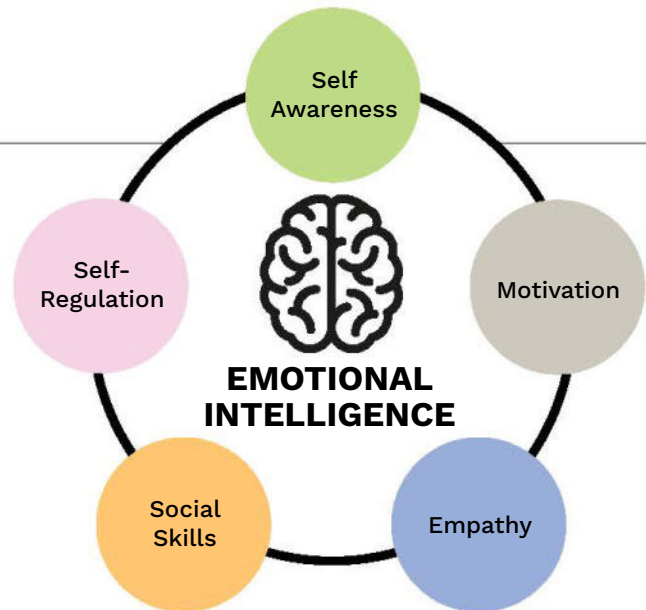 Self
Awareness
Self-
Regulation
Motivation
EMOTIONAL
INTELLIGENCE
Social
Skills
Empathy